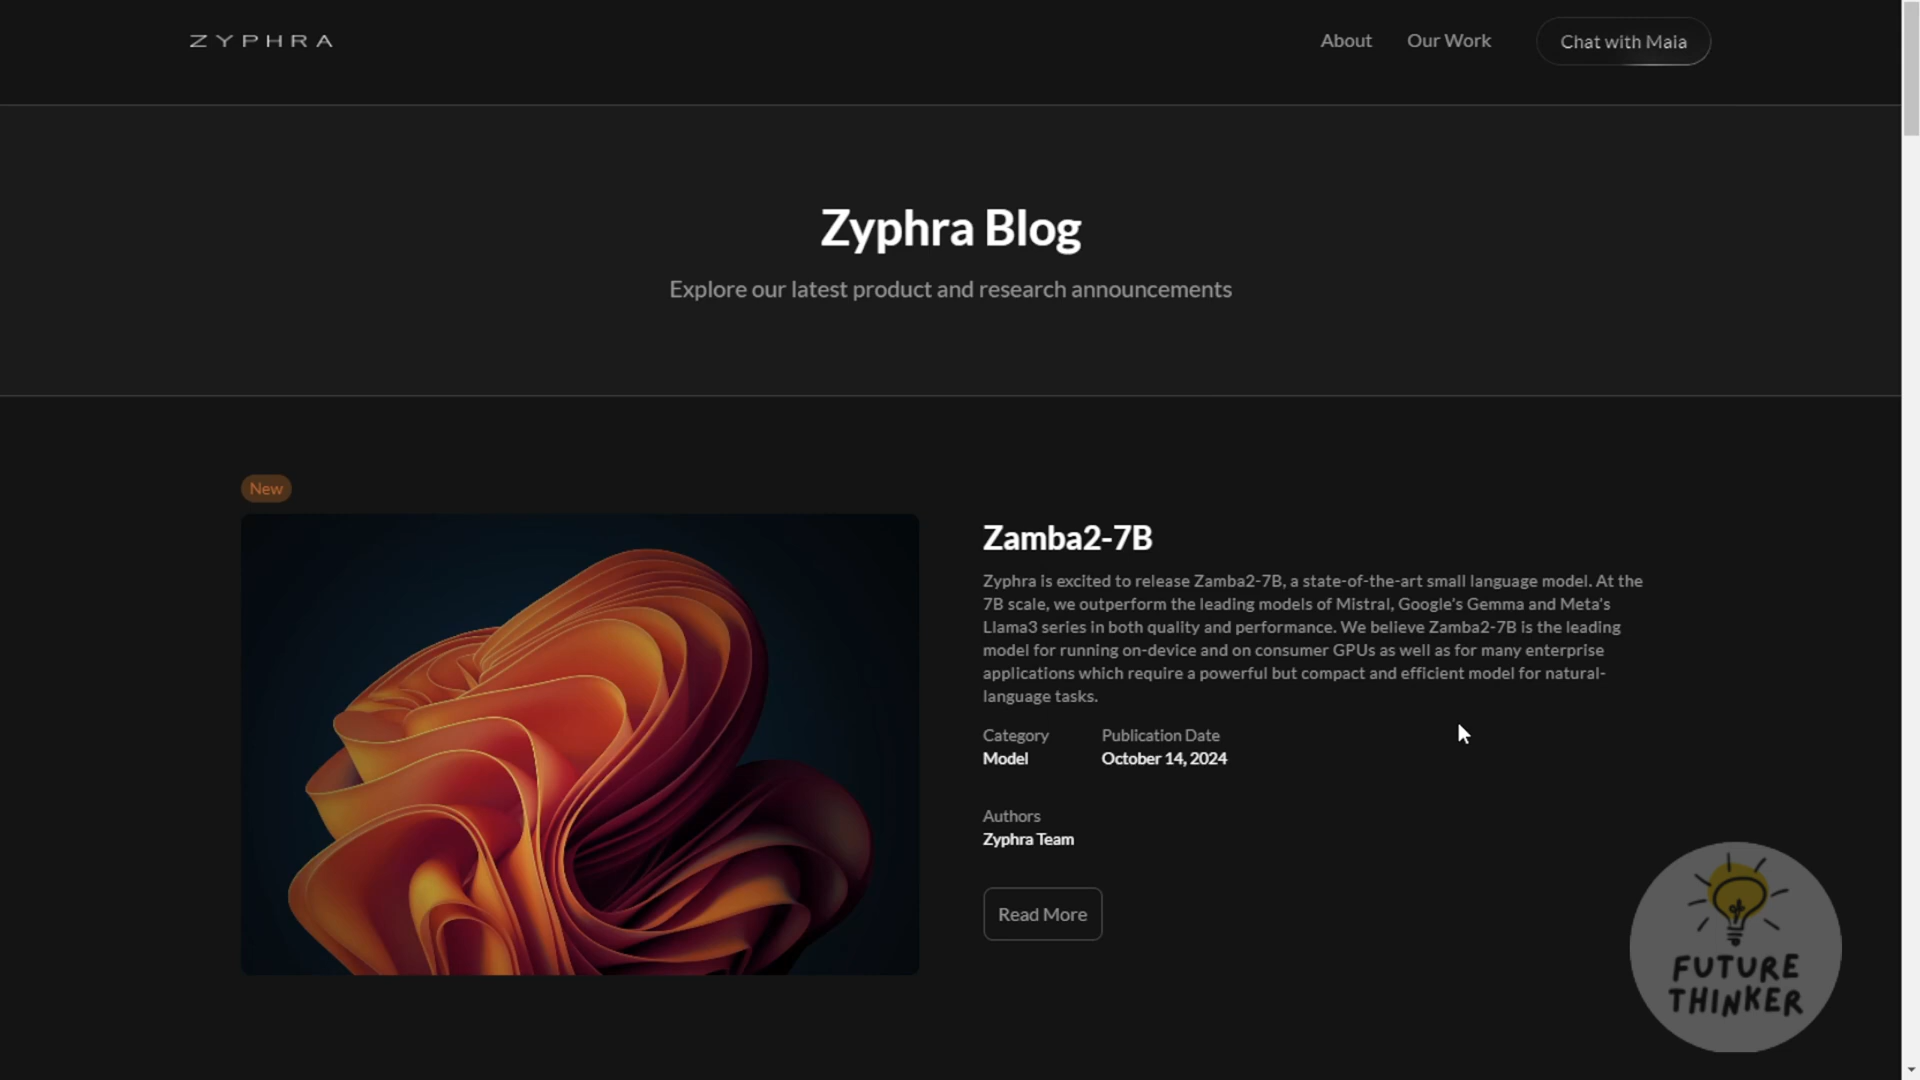 ZYPHRA
About
Our Work
Chat with Maia
Zyphra Blog
Explore our latest product and research announcements
New
Zamba2-7B
Zyphra is excited to release Zamba2-7B, a state-of-the-art small language model. At the
7B scale, we outperform the leading models of Mistral, Google's Gemma and Meta's
Llama3 series in both quality and performance. We believe Zamba2-7B is the leading
model for running on-device and on consumer GPUs as well as for many enterprise
applications which require a powerful but compact and efficient model for natural-
language tasks.
Category
Publication Date
Model
October 14, 2024
Authors
Zyphra Team
Read More
FUTURE
THINKER